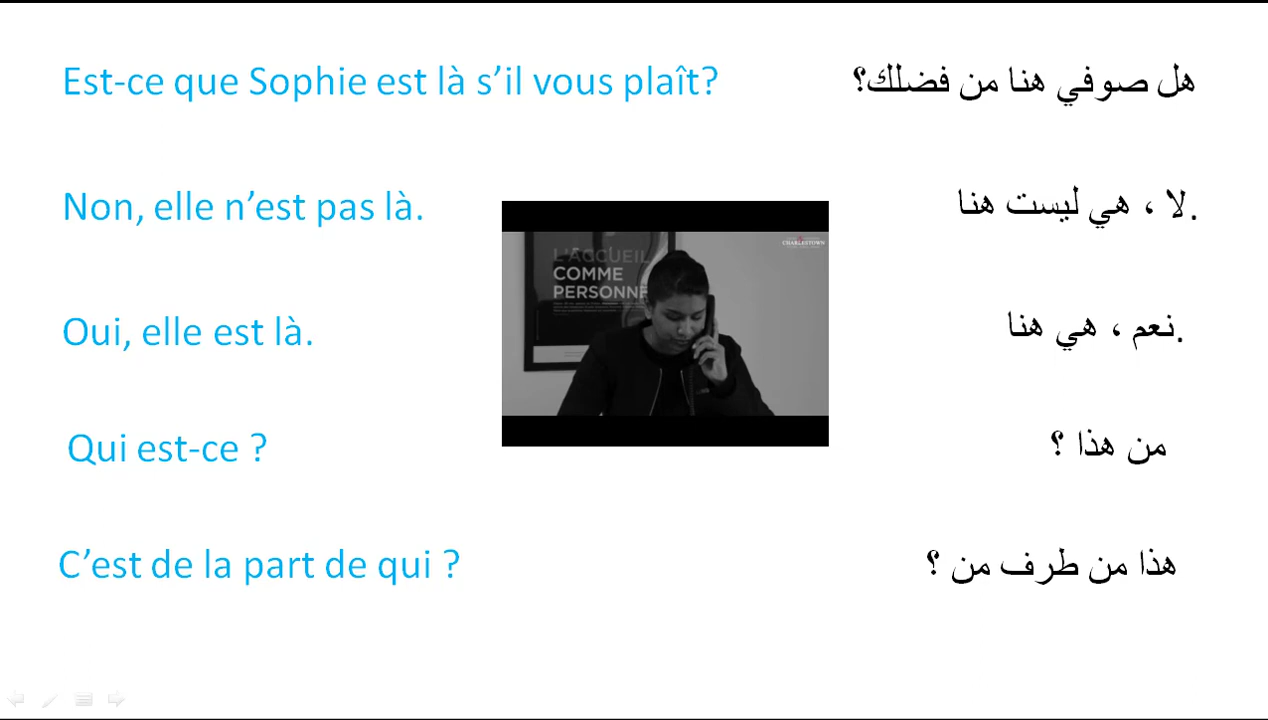 Est-ce que Sophie est là s’il vous plaît?
هل صوفي هنا من فضلك؟
Non, elle n’est pas là.
.لا ، هي ليست هنا
L'ACCUEIL
COMME
PERSONNE
CHARLESTOWN
Oui, elle est là.
.نعم ، هي هنا
Qui est-ce ?
من هذا ؟
C’est de la part de qui ?
هذا من طرف من ؟